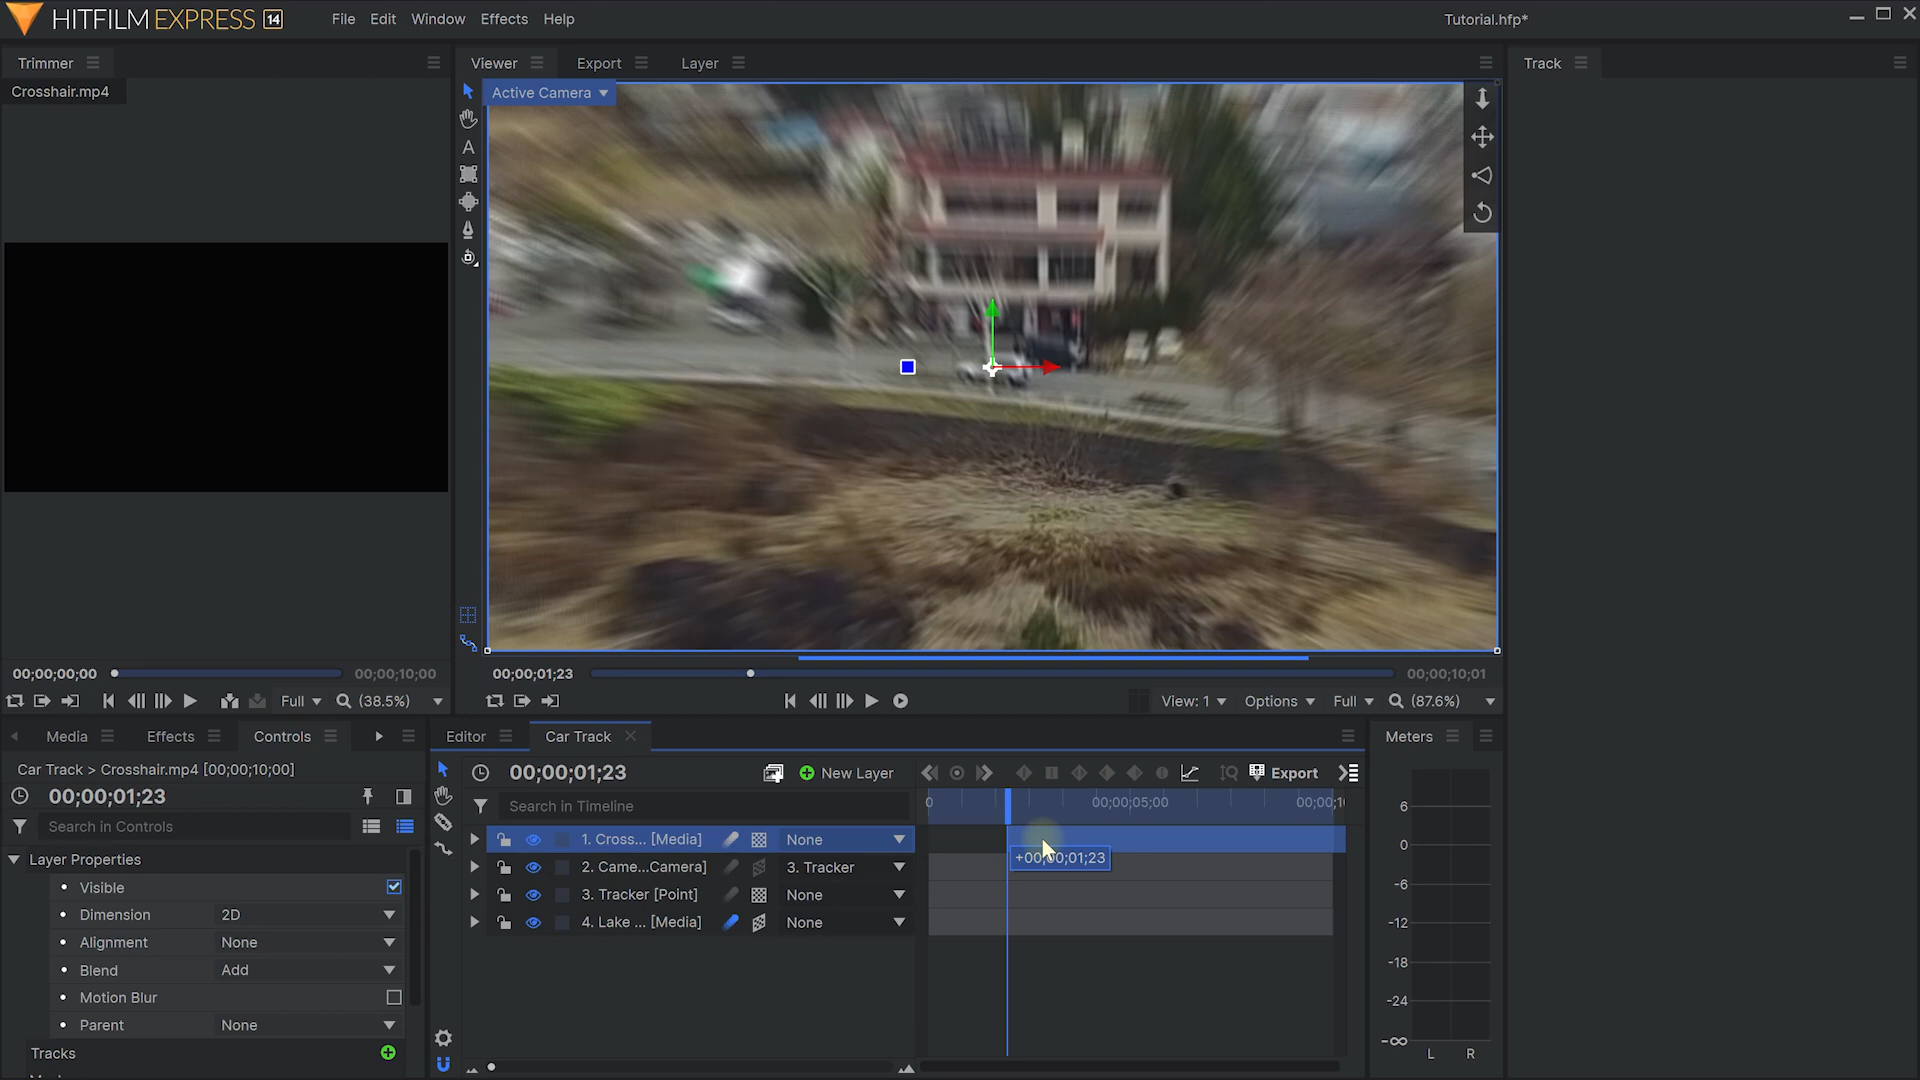 HITFILM EXPRESS 14
File Edit Window Effects Help
Tutorial.hfp*
Trimmer
Viewer Export Layer
Track
Crosshair.mp4
Active Camera
A
00;00;00;00 00;00;10;00
00;00;01;23 00;00;10;01
Full (38.5%)
View: 1 Options Full (87.6%)
Media Effects Controls
Editor Car Track
Meters
Car Track > Crosshair.mp4 [00;00;10;00]
00;00;01;23
Search in Controls
Layer Properties
Visible
Dimension 2D
Alignment None
Blend Add
Motion Blur
Parent None
Tracks
00;00;01;23 New Layer Export
Search in Timeline
0 00;00;05;00 00;00;1
1. Cross... [Media] None
2. Came...Camera] 3. Tracker
3. Tracker [Point] None
4. Lake ... [Media] None
+00;00;01;23
6
0
-6
-12
-18
-24
-∞
L R